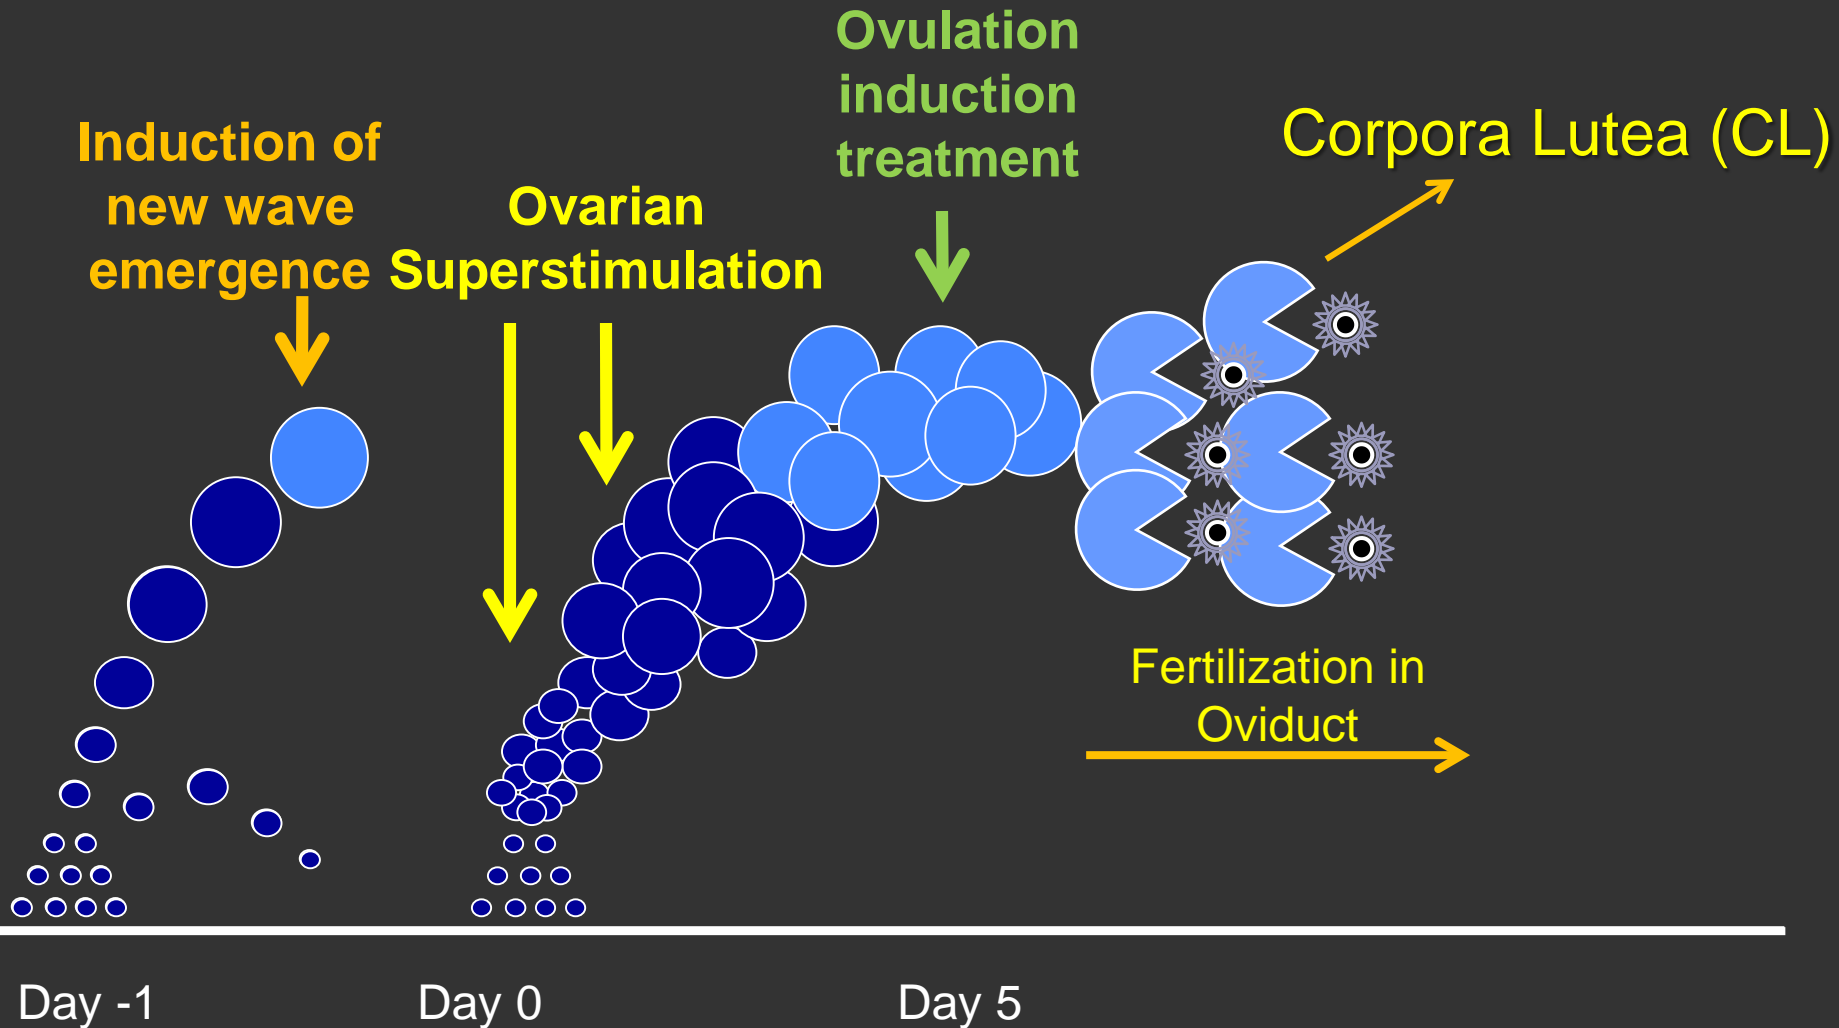 Ovulation
induction
treatment
Induction of
new wave
emergence
Ovarian
Superstimulation
Corpora Lutea (CL)
Fertilization in
Oviduct
Day -1
Day 0
Day 5